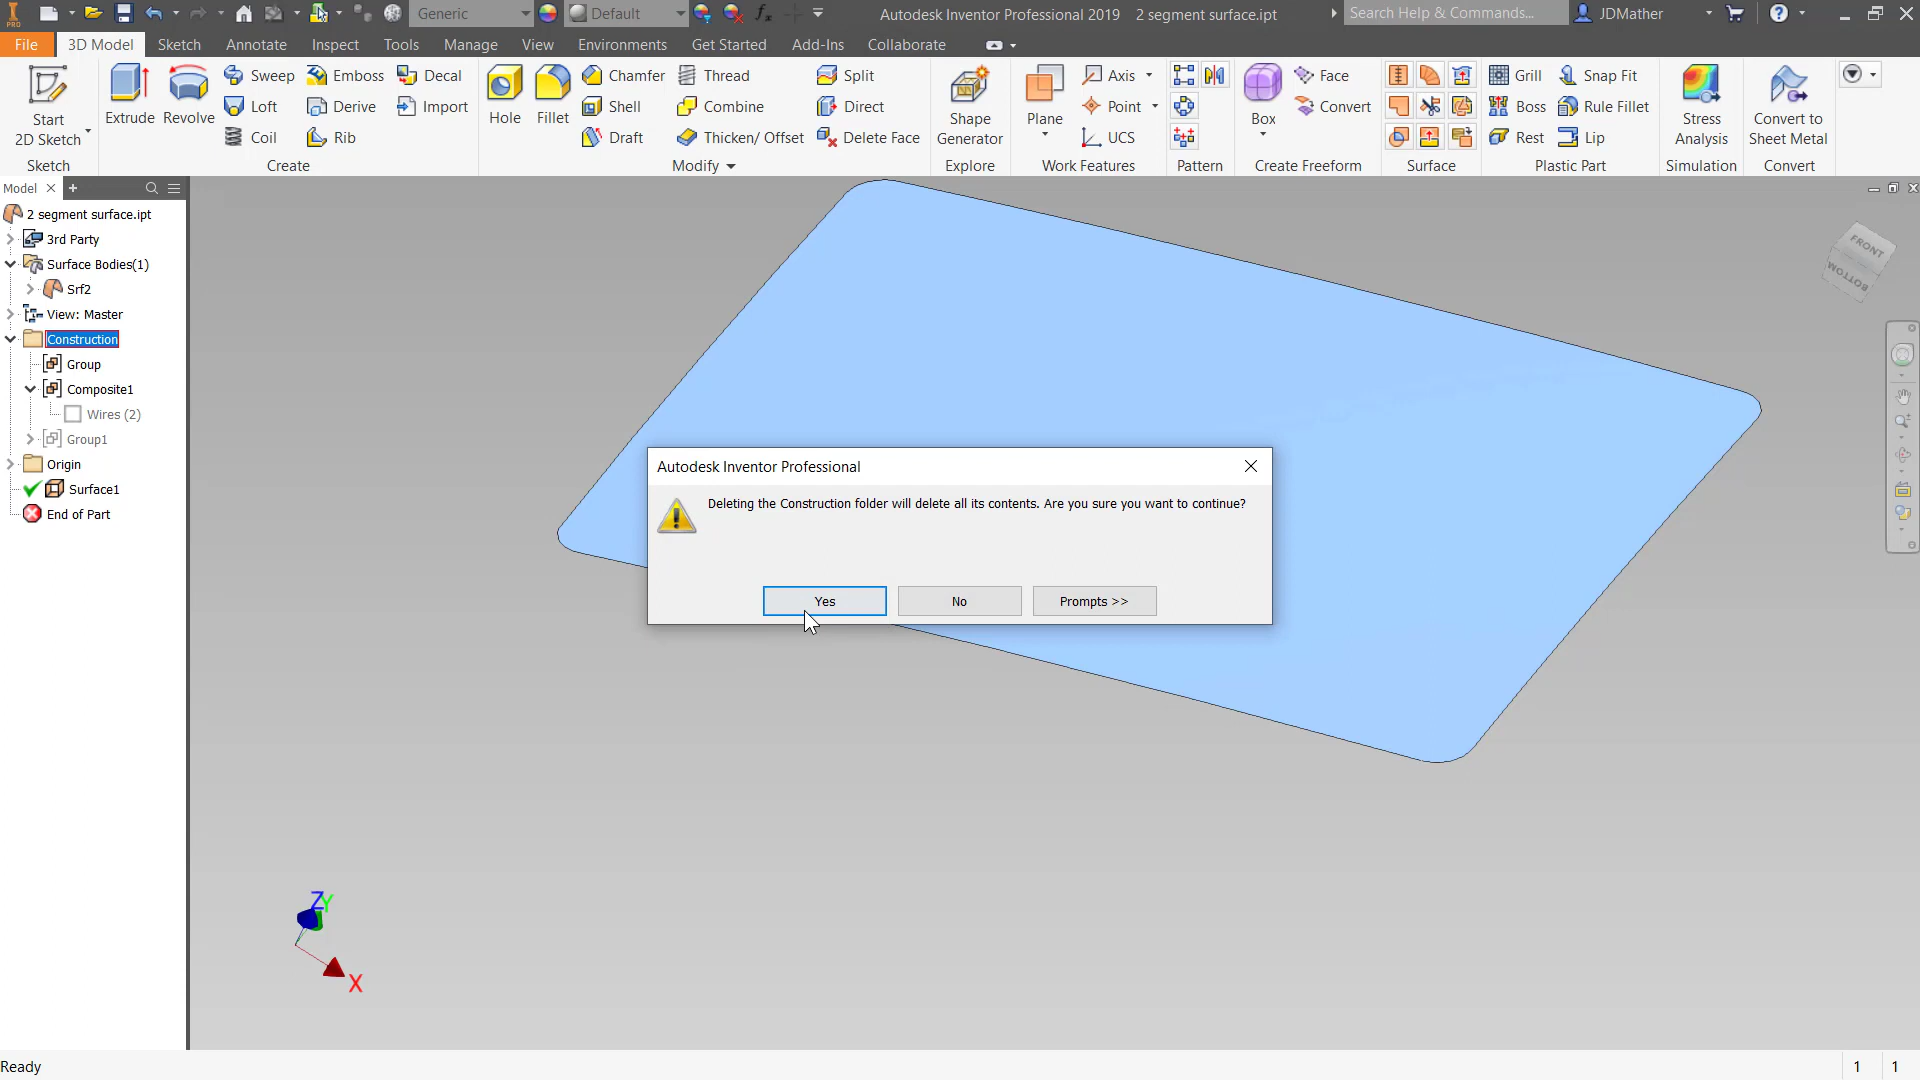 PRO
Generic
Default
fx
Autodesk Inventor Professional 2019 2 segment surface.ipt
Search Help & Commands...
JDMather
File
3D Model
Sketch
Annotate
Inspect
Tools
Manage
View
Environments
Get Started
Add-Ins
Collaborate
Start
2D Sketch
Sketch
Extrude
Revolve
Sweep
Loft
Coil
Emboss
Derive
Rib
Decal
Import
Create
Hole
Fillet
Chamfer
Shell
Draft
Thread
Combine
Thicken/ Offset
Split
Direct
Delete Face
Modify
Shape
Generator
Explore
Plane
Axis
Point
UCS
Work Features
Pattern
Box
Face
Convert
Create Freeform
Surface
Grill
Boss
Rest
Snap Fit
Rule Fillet
Lip
Plastic Part
Stress
Analysis
Simulation
Convert to
Sheet Metal
Convert
Model
2 segment surface.ipt
3rd Party
Surface Bodies(1)
Srf2
View: Master
Construction
Group
Composite1
Wires (2)
Group1
Origin
Surface1
End of Part
FRONT
BOTTOM
Autodesk Inventor Professional
Deleting the Construction folder will delete all its contents. Are you sure you want to continue?
Yes
No
Prompts >>
Z
Y
X
Ready
1
1